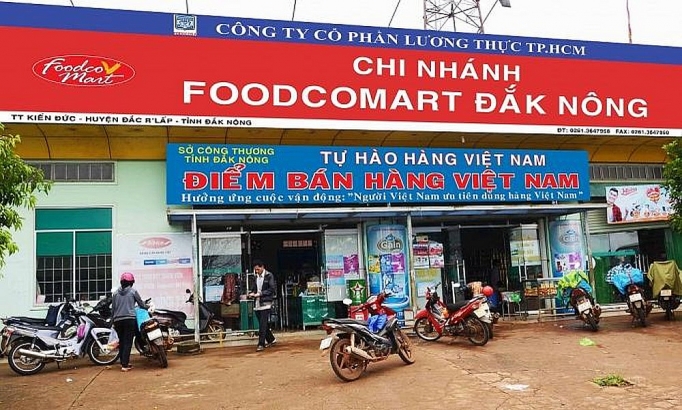 CÔNG TY CỔ PHẦN LƯƠNG THỰC TP.HCM
Foodco
Mart
CHI NHÁNH
FOODCOMART ĐẮK NÔNG
TT KIẾN ĐỨC - HUYỆN ĐẮC R'LẤP - TỈNH ĐẮK NÔNG
ĐT: 0261.3647956 FAX: 0261.3647960
SỞ CÔNG THƯƠNG
TỈNH ĐẮK NÔNG
TỰ HÀO HÀNG VIỆT NAM
ĐIỂM BÁN HÀNG VIỆT NAM
Hưởng ứng cuộc vận động: "Người Việt Nam ưu tiên dùng hàng Việt Nam"
Gain